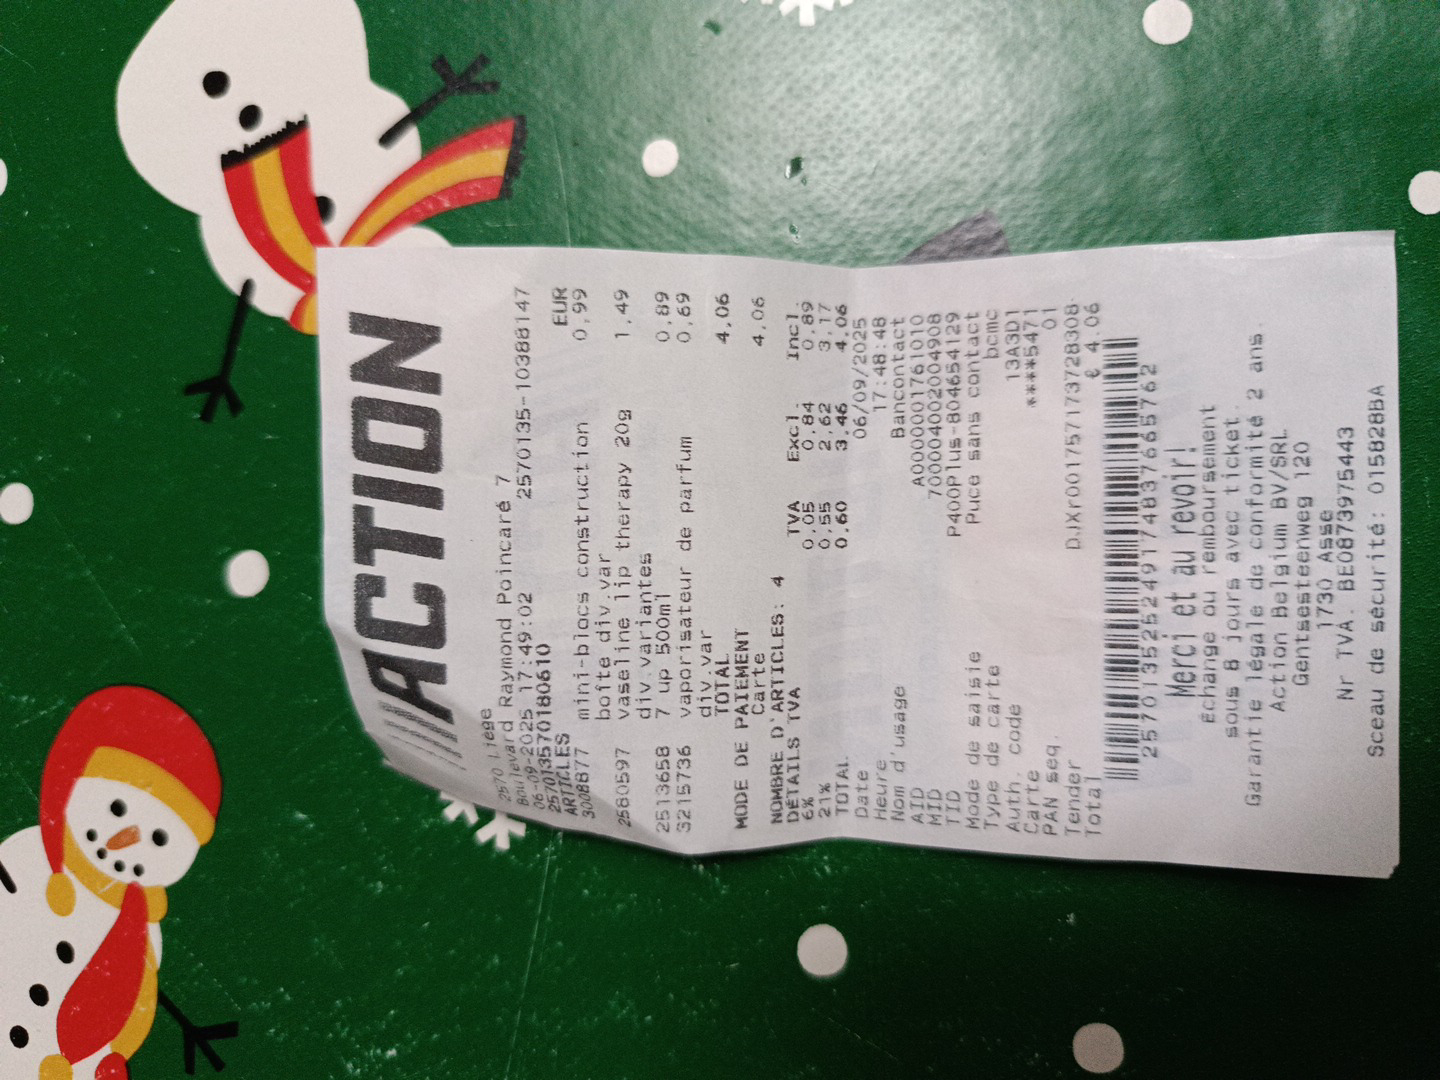 ACTION
2570 Liège
Boulevard Raymond Poincaré 7
06-09-2025 17:49:02 2570135-10388147
2570135701180610
ARTICLES EUR
3008877 mini-blocs construction 0,99
boîte div.var
2580597 vaseline lip therapy 20g 1,49
div.variantes
2513658 7 up 500ml 0,89
3215736 vaporisateur de parfum 0,69
div.var
TOTAL 4,06
MODE DE PAIEMENT
Carte 4,06
NOMBRE D'ARTICLES: 4
DÉTAILS TVA TVA Excl. Incl.
6% 0,05 0,84 0,89
21% 0,55 2,62 3,17
TOTAL 0,60 3,46 4,06
Date 06/09/2025
Heure 17:48:48
Nom d'usage Bancontact
AID A0000001761010
MID 700004002004908
TID P400Plus-804654129
Mode de saisie Puce sans contact
Type de carte bcmc
Auth. code 13A3D1
Carte ****5471
PAN seq. 01
Tender DJXr001757173728308.
Total € 4.06
257013525249174837665762
Merci et au revoir!
Échange ou remboursement
sous 8 jours avec ticket.
Garantie légale de conformité 2 ans.
Action Belgium BV/SRL
Gentsesteenweg 120
1730 Asse
Nr TVA. BE0873975443
Sceau de sécurité: 015828BA